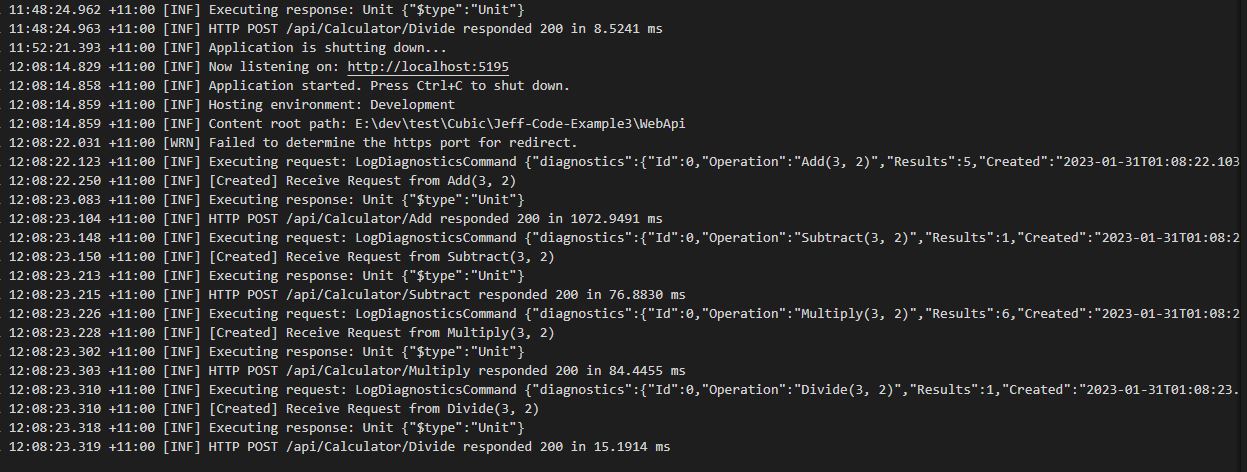 11:48:24.962 +11:00 [INF] Executing response: Unit {"$type":"Unit"}
11:48:24.963 +11:00 [INF] HTTP POST /api/Calculator/Divide responded 200 in 8.5241 ms
11:52:21.393 +11:00 [INF] Application is shutting down...
12:08:14.829 +11:00 [INF] Now listening on: http://localhost:5195
12:08:14.858 +11:00 [INF] Application started. Press Ctrl+C to shut down.
12:08:14.859 +11:00 [INF] Hosting environment: Development
12:08:14.859 +11:00 [INF] Content root path: E:\dev\test\Cubic\Jeff-Code-Example3\WebApi
12:08:22.031 +11:00 [WRN] Failed to determine the https port for redirect.
12:08:22.123 +11:00 [INF] Executing request: LogDiagnosticsCommand {"diagnostics":{"Id":0,"Operation":"Add(3, 2)","Results":5,"Created":"2023-01-31T01:08:22.103
12:08:22.250 +11:00 [INF] [Created] Receive Request from Add(3, 2)
12:08:23.083 +11:00 [INF] Executing response: Unit {"$type":"Unit"}
12:08:23.104 +11:00 [INF] HTTP POST /api/Calculator/Add responded 200 in 1072.9491 ms
12:08:23.148 +11:00 [INF] Executing request: LogDiagnosticsCommand {"diagnostics":{"Id":0,"Operation":"Subtract(3, 2)","Results":1,"Created":"2023-01-31T01:08:2
12:08:23.150 +11:00 [INF] [Created] Receive Request from Subtract(3, 2)
12:08:23.213 +11:00 [INF] Executing response: Unit {"$type":"Unit"}
12:08:23.215 +11:00 [INF] HTTP POST /api/Calculator/Subtract responded 200 in 76.8830 ms
12:08:23.226 +11:00 [INF] Executing request: LogDiagnosticsCommand {"diagnostics":{"Id":0,"Operation":"Multiply(3, 2)","Results":6,"Created":"2023-01-31T01:08:2
12:08:23.228 +11:00 [INF] [Created] Receive Request from Multiply(3, 2)
12:08:23.302 +11:00 [INF] Executing response: Unit {"$type":"Unit"}
12:08:23.303 +11:00 [INF] HTTP POST /api/Calculator/Multiply responded 200 in 84.4455 ms
12:08:23.310 +11:00 [INF] Executing request: LogDiagnosticsCommand {"diagnostics":{"Id":0,"Operation":"Divide(3, 2)","Results":1,"Created":"2023-01-31T01:08:23.
12:08:23.310 +11:00 [INF] [Created] Receive Request from Divide(3, 2)
12:08:23.318 +11:00 [INF] Executing response: Unit {"$type":"Unit"}
12:08:23.319 +11:00 [INF] HTTP POST /api/Calculator/Divide responded 200 in 15.1914 ms